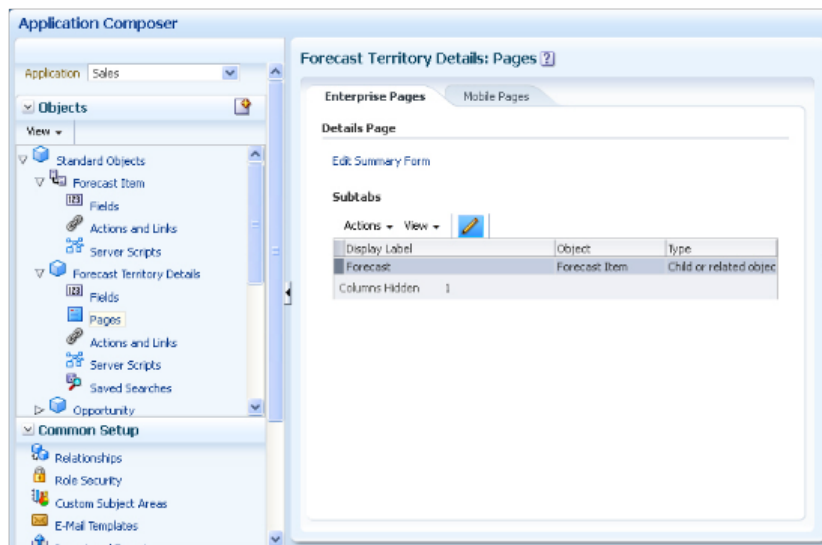 Application Composer
Application Sales
Objects
View
Standard Objects
Forecast Item
Fields
Actions and Links
Server Scripts
Forecast Territory Details
Fields
Pages
Actions and Links
Server Scripts
Saved Searches
Opportunity
Common Setup
Relationships
Role Security
Custom Subject Areas
E-Mail Templates
Forecast Territory Details: Pages ?
Enterprise Pages Mobile Pages
Details Page
Edit Summary Form
Subtabs
Actions View
Display Label Object Type
Forecast Forecast Item Child or related objec
Columns Hidden 1